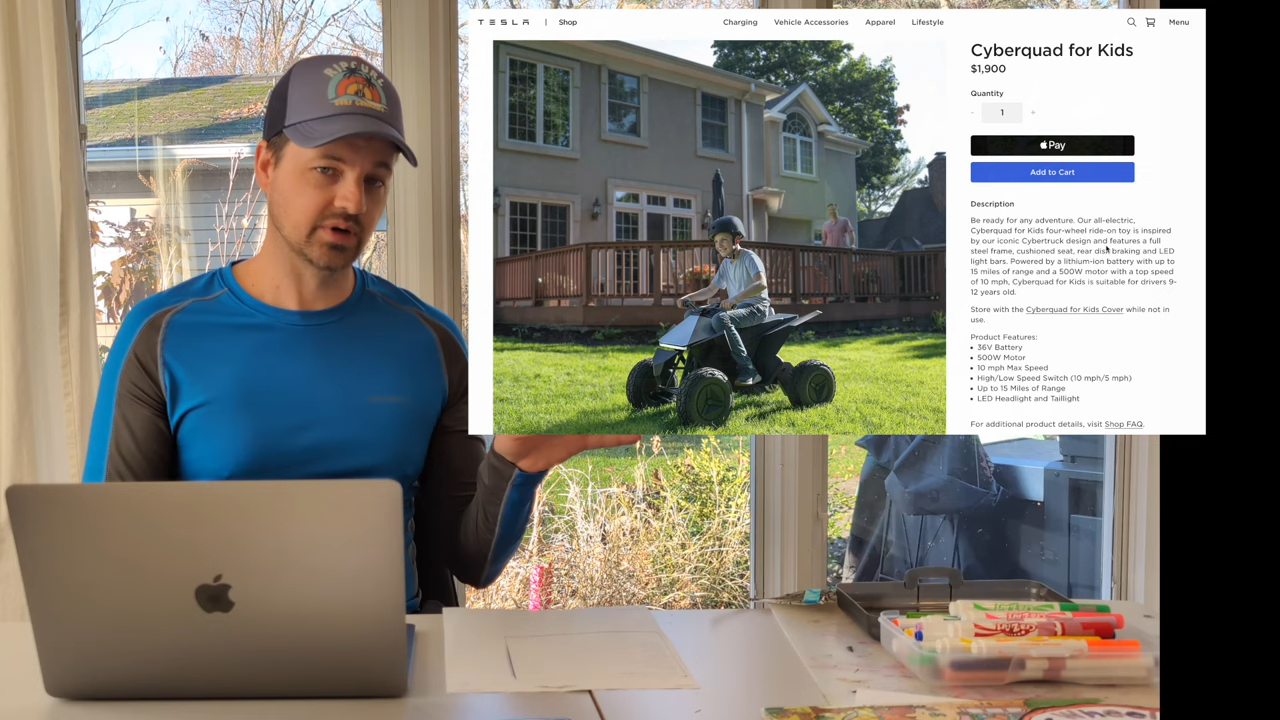 TESLA | Shop
Charging Vehicle Accessories Apparel Lifestyle
Menu
Cyberquad for Kids
$1,900
Quantity
- 1 +
Pay
Add to Cart
Description
Be ready for any adventure. Our all-electric,
Cyberquad for Kids four-wheel ride-on toy is inspired
by our iconic Cybertruck design and features a full
steel frame, cushioned seat, rear disc braking and LED
light bars. Powered by a lithium-ion battery with up to
15 miles of range and a 500W motor with a top speed
of 10 mph, Cyberquad for Kids is suitable for drivers 9-
12 years old.
Store with the Cyberquad for Kids Cover while not in
use.
Product Features:
• 36V Battery
• 500W Motor
• 10 mph Max Speed
• High/Low Speed Switch (10 mph/5 mph)
• Up to 15 Miles of Range
• LED Headlight and Taillight
For additional product details, visit Shop FAQ.
RIP CURL